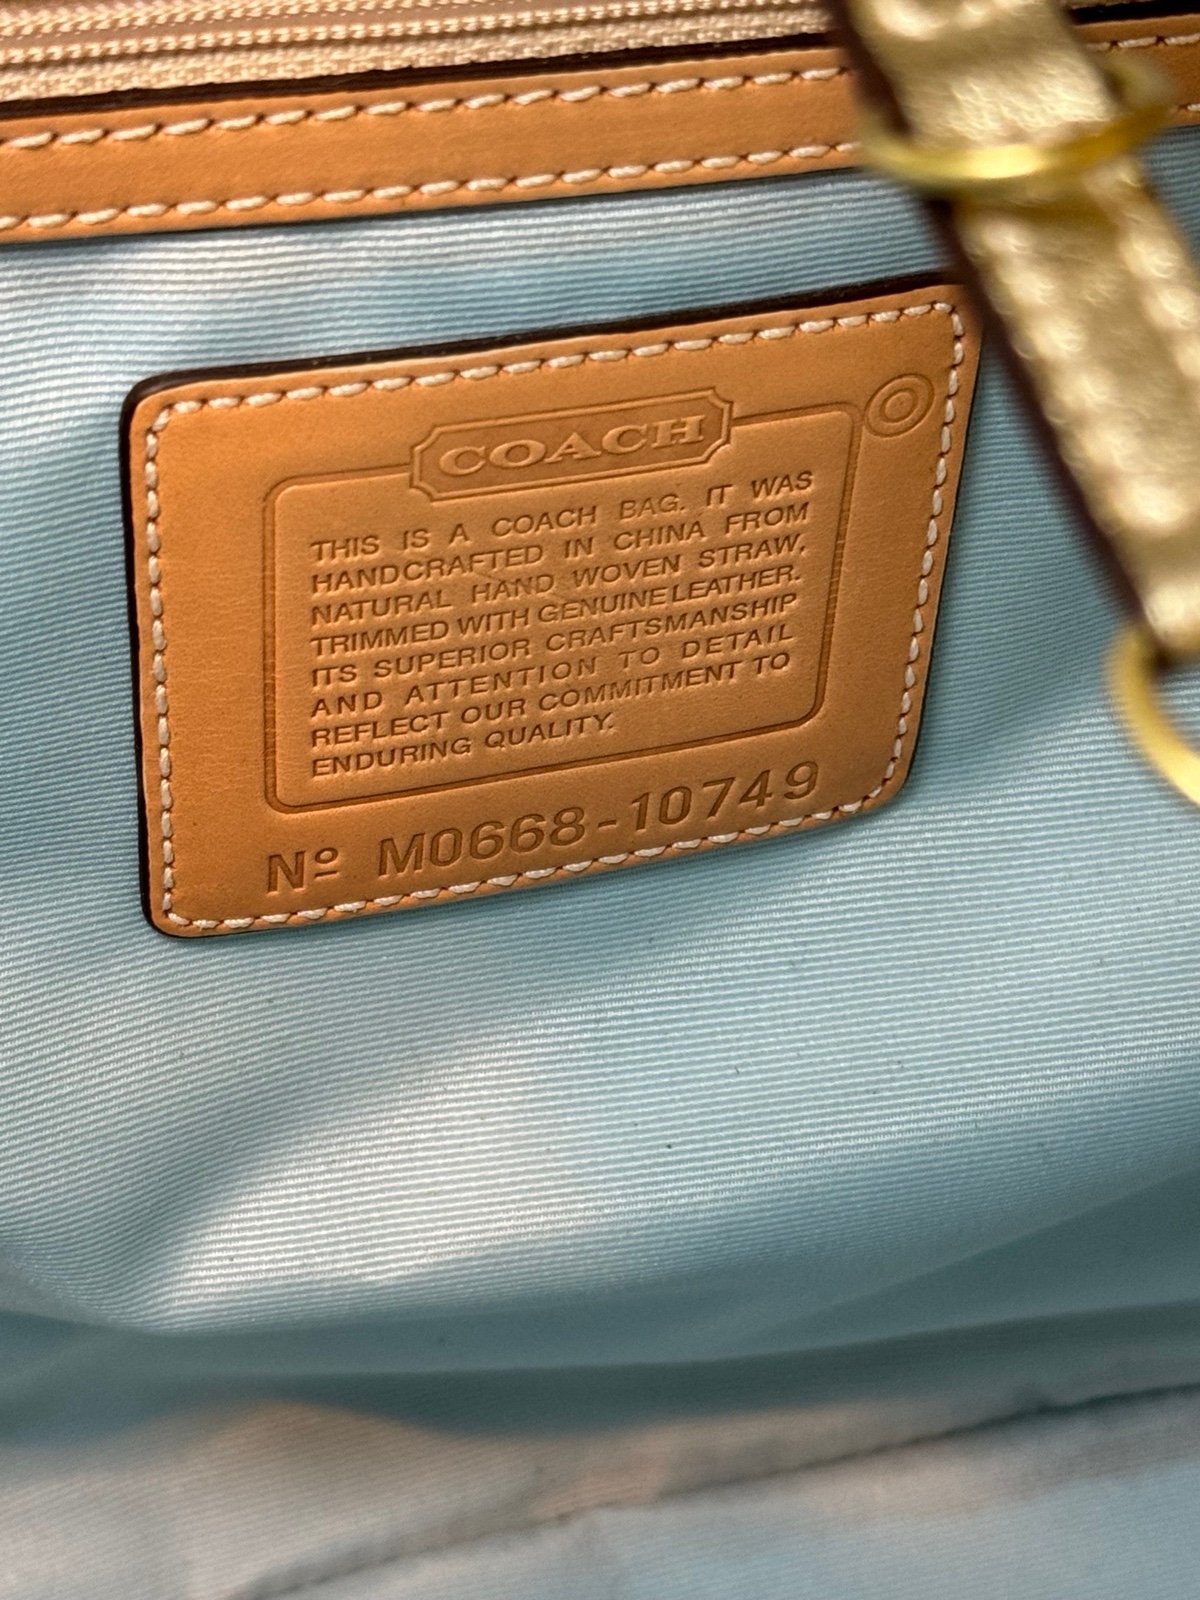 COACH
THIS IS A COACH BAG. IT WAS
HANDCRAFTED IN CHINA FROM
NATURAL HAND WOVEN STRAW,
TRIMMED WITH GENUINE LEATHER.
ITS SUPERIOR CRAFTSMANSHIP
AND ATTENTION TO DETAIL
REFLECT OUR COMMITMENT TO
ENDURING QUALITY.
Nº M0668-10749